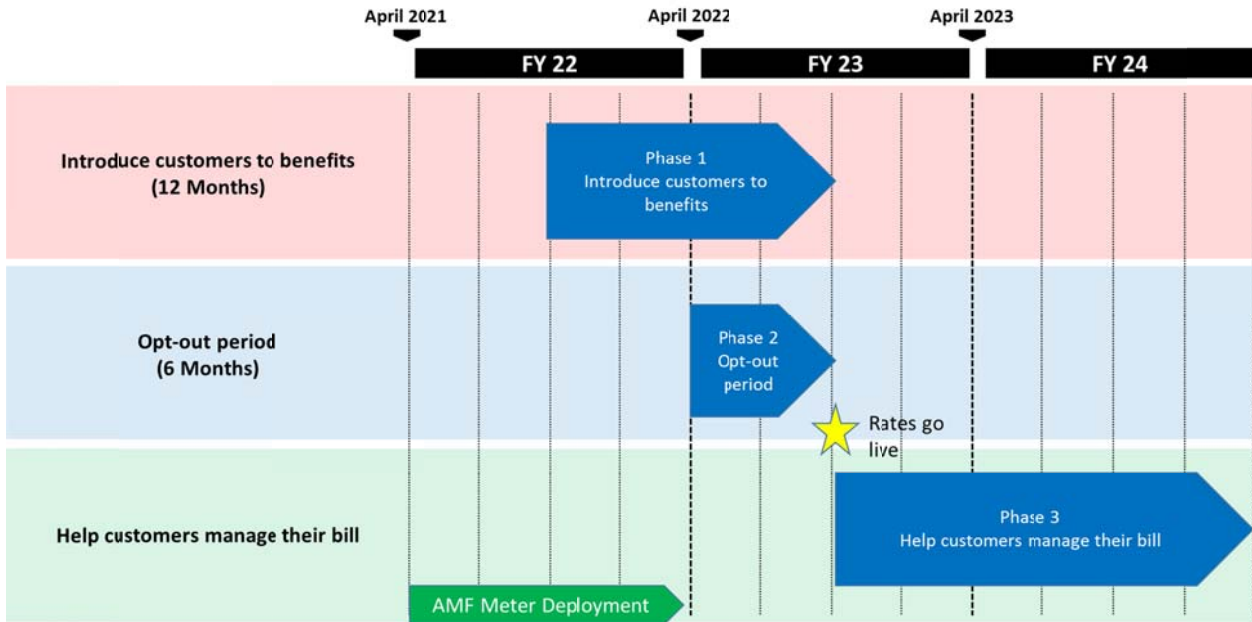 April 2021
April 2022
April 2023
FY 22
FY 23
FY 24
Introduce customers to benefits
(12 Months)
Phase 1
Introduce customers to
benefits
Opt-out period
(6 Months)
Phase 2
Opt-out
period
Rates go
live
Help customers manage their bill
Phase 3
Help customers manage their bill
AMF Meter Deployment